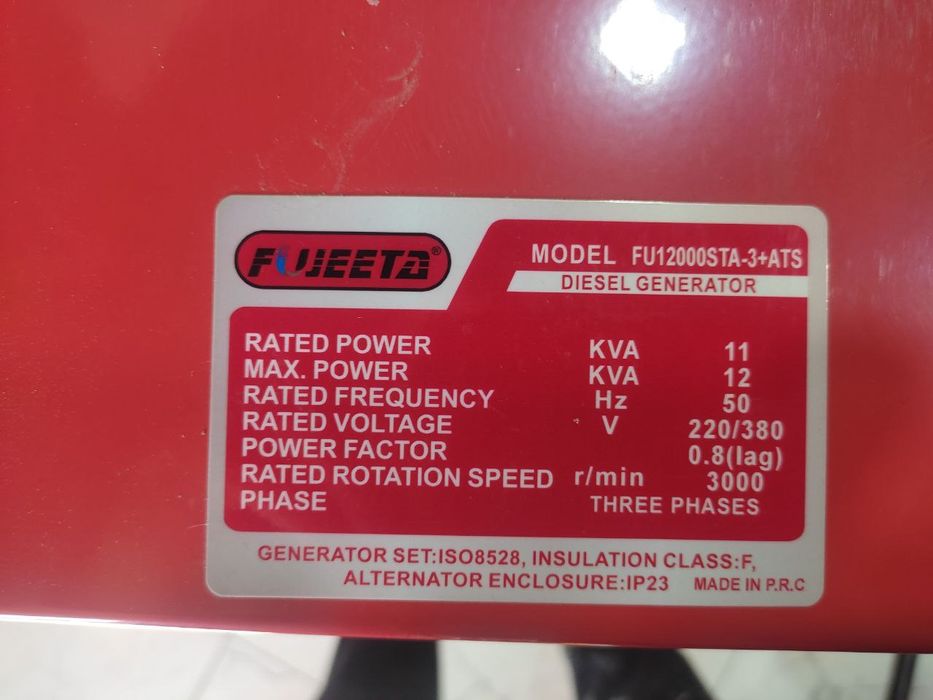 FUJEETA®
MODEL FU12000STA-3+ATS
DIESEL GENERATOR
RATED POWER KVA 11
MAX. POWER KVA 12
RATED FREQUENCY Hz 50
RATED VOLTAGE V 220/380
POWER FACTOR 0.8(lag)
RATED ROTATION SPEED r/min 3000
PHASE THREE PHASES
GENERATOR SET:ISO8528, INSULATION CLASS:F,
ALTERNATOR ENCLOSURE:IP23 MADE IN P.R.C